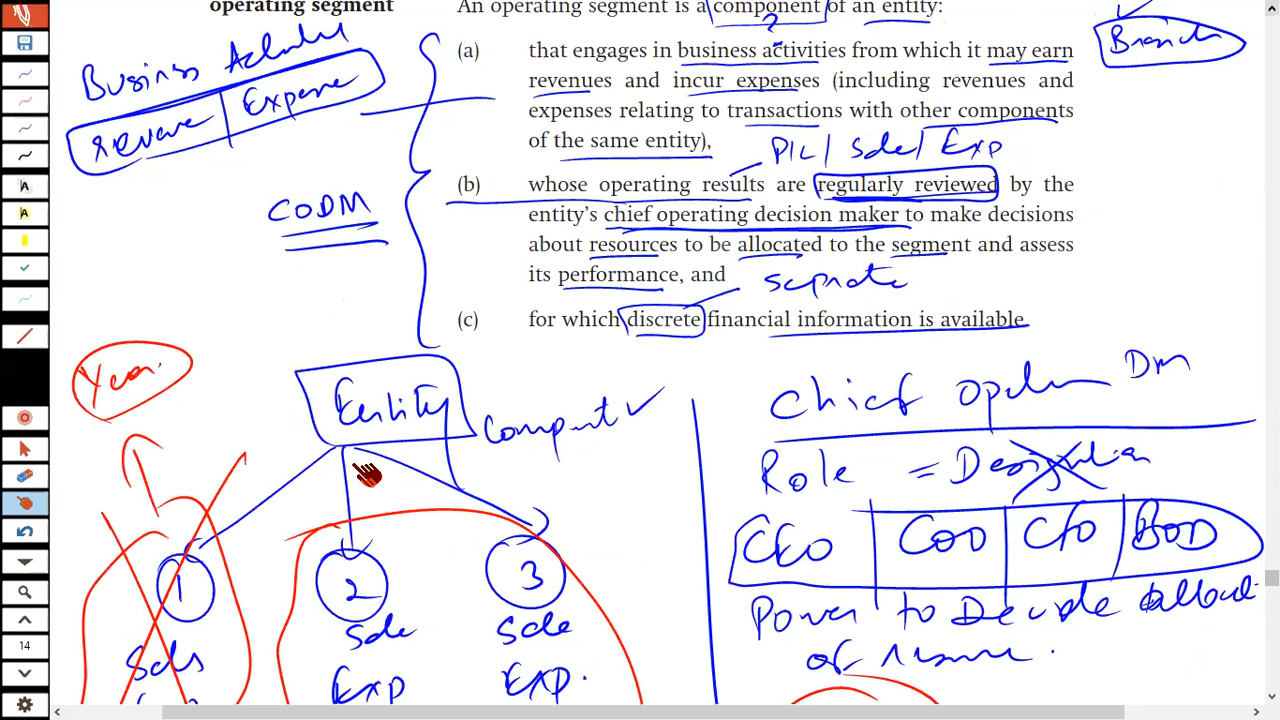 operating segment
An operating segment is a component of an entity:
2
Branch
Business
Revenue Expense
(a) that engages in business activities from which it may earn
revenues and incur expenses (including revenues and
expenses relating to transactions with other components
of the same entity),
P/L / Sale / Exp
(b) whose operating results are regularly reviewed by the
entity's chief operating decision maker to make decisions
about resources to be allocated to the segment and assess
its performance, and
CODM
seprate
(c) for which discrete financial information is available
Year.
Entity
Chief DM
Role =
CEO COO CFO BOD
Power to Decide
of
1 2 3
Sale Sale
Exp Exp.
14